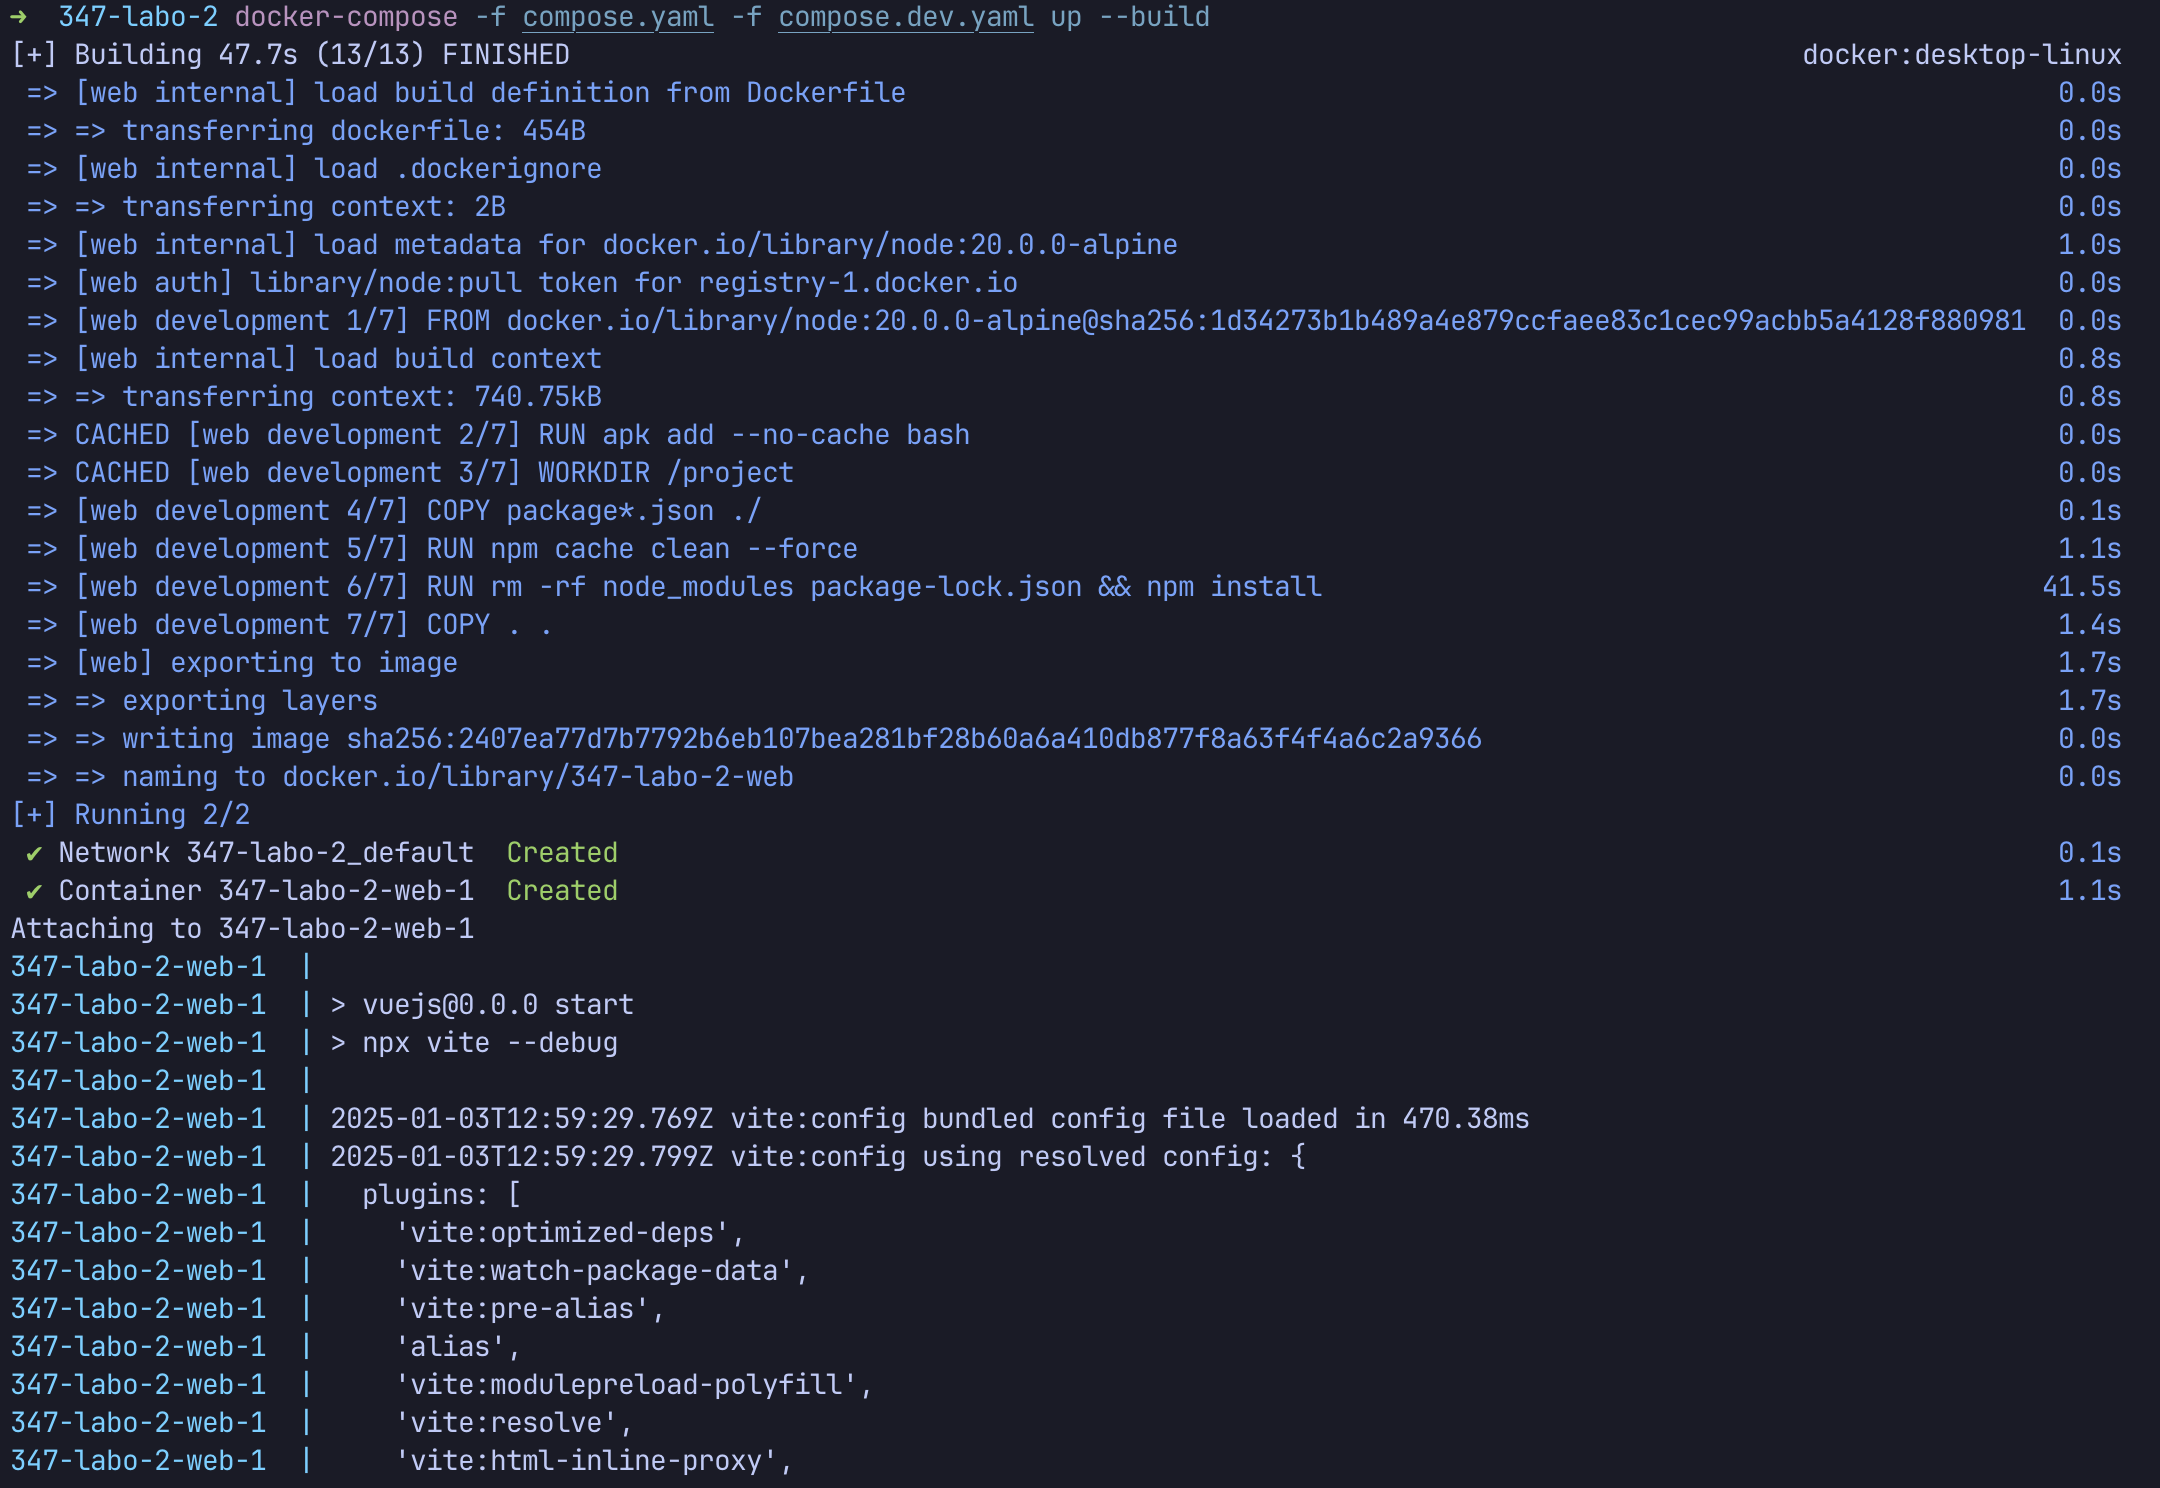 ➜  347-labo-2 docker-compose -f compose.yaml -f compose.dev.yaml up --build
[+] Building 47.7s (13/13) FINISHED docker:desktop-linux
=> [web internal] load build definition from Dockerfile 0.0s
=> => transferring dockerfile: 454B 0.0s
=> [web internal] load .dockerignore 0.0s
=> => transferring context: 2B 0.0s
=> [web internal] load metadata for docker.io/library/node:20.0.0-alpine 1.0s
=> [web auth] library/node:pull token for registry-1.docker.io 0.0s
=> [web development 1/7] FROM docker.io/library/node:20.0.0-alpine@sha256:1d34273b1b489a4e879ccfaee83c1cec99acbb5a4128f880981 0.0s
=> [web internal] load build context 0.8s
=> => transferring context: 740.75kB 0.8s
=> CACHED [web development 2/7] RUN apk add --no-cache bash 0.0s
=> CACHED [web development 3/7] WORKDIR /project 0.0s
=> [web development 4/7] COPY package*.json ./ 0.1s
=> [web development 5/7] RUN npm cache clean --force 1.1s
=> [web development 6/7] RUN rm -rf node_modules package-lock.json && npm install 41.5s
=> [web development 7/7] COPY . . 1.4s
=> [web] exporting to image 1.7s
=> => exporting layers 1.7s
=> => writing image sha256:2407ea77d7b7792b6eb107bea281bf28b60a6a410db877f8a63f4f4a6c2a9366 0.0s
=> => naming to docker.io/library/347-labo-2-web 0.0s
[+] Running 2/2
✔ Network 347-labo-2_default  Created 0.1s
✔ Container 347-labo-2-web-1  Created 1.1s
Attaching to 347-labo-2-web-1
347-labo-2-web-1  |
347-labo-2-web-1  | > vuejs@0.0.0 start
347-labo-2-web-1  | > npx vite --debug
347-labo-2-web-1  |
347-labo-2-web-1  | 2025-01-03T12:59:29.769Z vite:config bundled config file loaded in 470.38ms
347-labo-2-web-1  | 2025-01-03T12:59:29.799Z vite:config using resolved config: {
347-labo-2-web-1  |   plugins: [
347-labo-2-web-1  |     'vite:optimized-deps',
347-labo-2-web-1  |     'vite:watch-package-data',
347-labo-2-web-1  |     'vite:pre-alias',
347-labo-2-web-1  |     'alias',
347-labo-2-web-1  |     'vite:modulepreload-polyfill',
347-labo-2-web-1  |     'vite:resolve',
347-labo-2-web-1  |     'vite:html-inline-proxy',